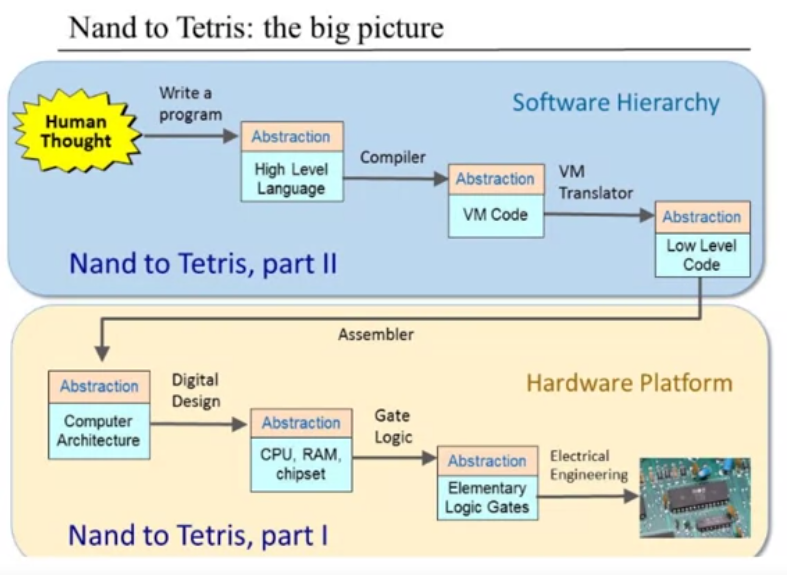 Nand to Tetris: the big picture
Software Hierarchy
Human
Thought
Write a
program
Abstraction
High Level
Language
Compiler
Abstraction
VM Code
VM
Translator
Abstraction
Low Level
Code
Nand to Tetris, part II
Assembler
Hardware Platform
Abstraction
Computer
Architecture
Digital
Design
Abstraction
CPU, RAM,
chipset
Gate
Logic
Abstraction
Elementary
Logic Gates
Electrical
Engineering
Nand to Tetris, part I